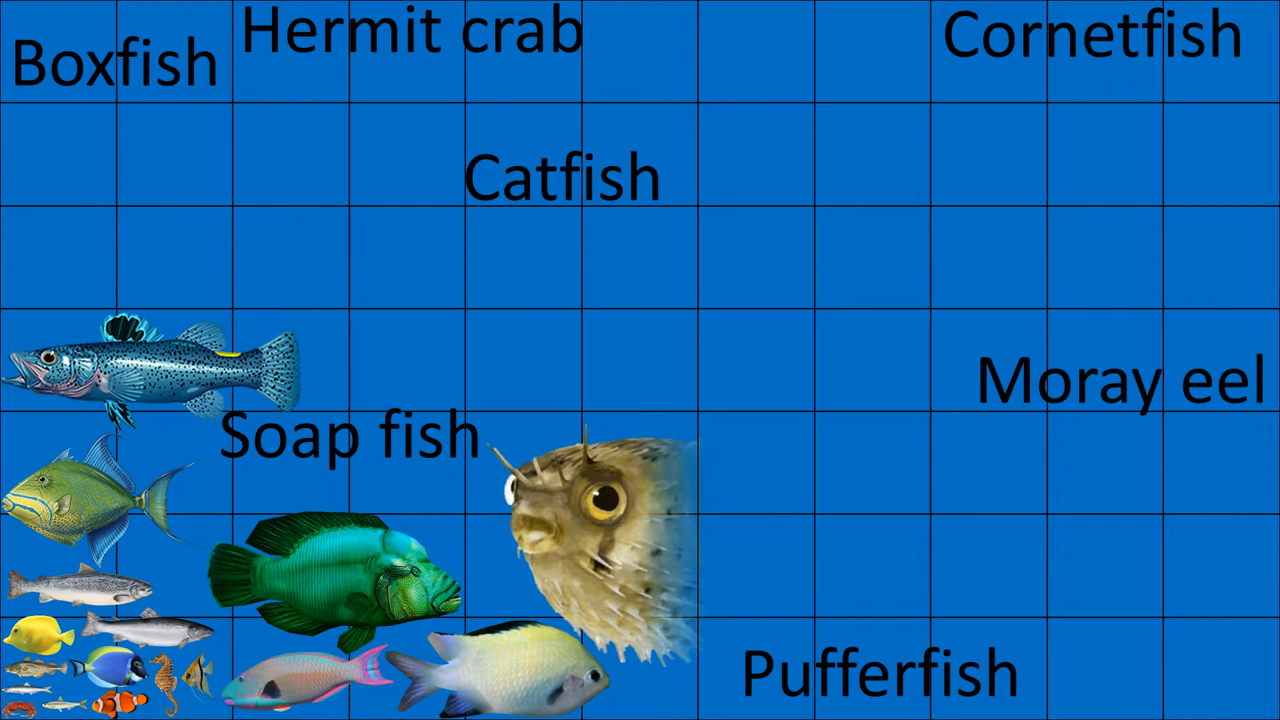 Boxfish
Hermit crab
Cornetfish
Catfish
Moray eel
Soap fish
Pufferfish